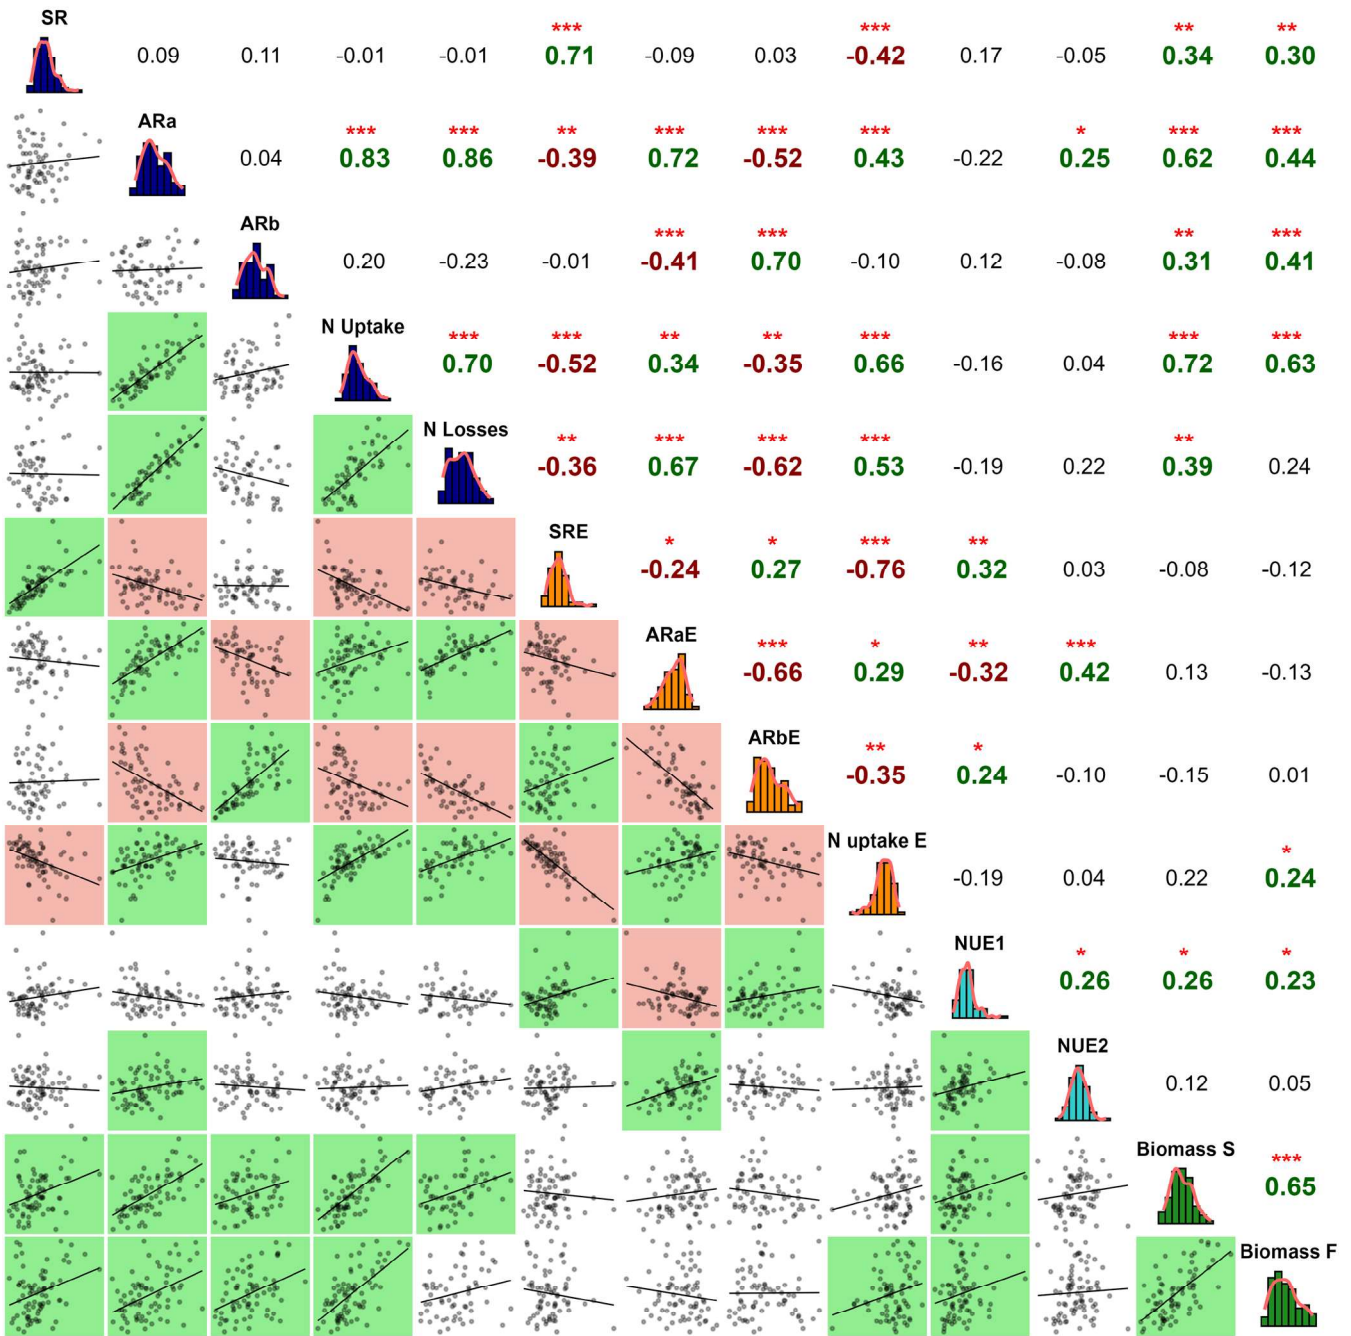 SR
*** *** ** **
0.09 0.11 -0.01 -0.01 0.71 -0.09 0.03 -0.42 0.17 -0.05 0.34 0.30
ARa
*** *** ** *** *** *** * *** ***
0.04 0.83 0.86 -0.39 0.72 -0.52 0.43 -0.22 0.25 0.62 0.44
ARb
*** *** ** ***
0.20 -0.23 -0.01 -0.41 0.70 -0.10 0.12 -0.08 0.31 0.41
N Uptake
*** *** ** ** *** *** ***
0.70 -0.52 0.34 -0.35 0.66 -0.16 0.04 0.72 0.63
N Losses
** *** *** *** **
-0.36 0.67 -0.62 0.53 -0.19 0.22 0.39 0.24
SRE
* * *** **
-0.24 0.27 -0.76 0.32 0.03 -0.08 -0.12
ARaE
*** * ** ***
-0.66 0.29 -0.32 0.42 0.13 -0.13
ARbE
** *
-0.35 0.24 -0.10 -0.15 0.01
N uptake E
*
-0.19 0.04 0.22 0.24
NUE1
* * *
0.26 0.26 0.23
NUE2
0.12 0.05
Biomass S
***
0.65
Biomass F